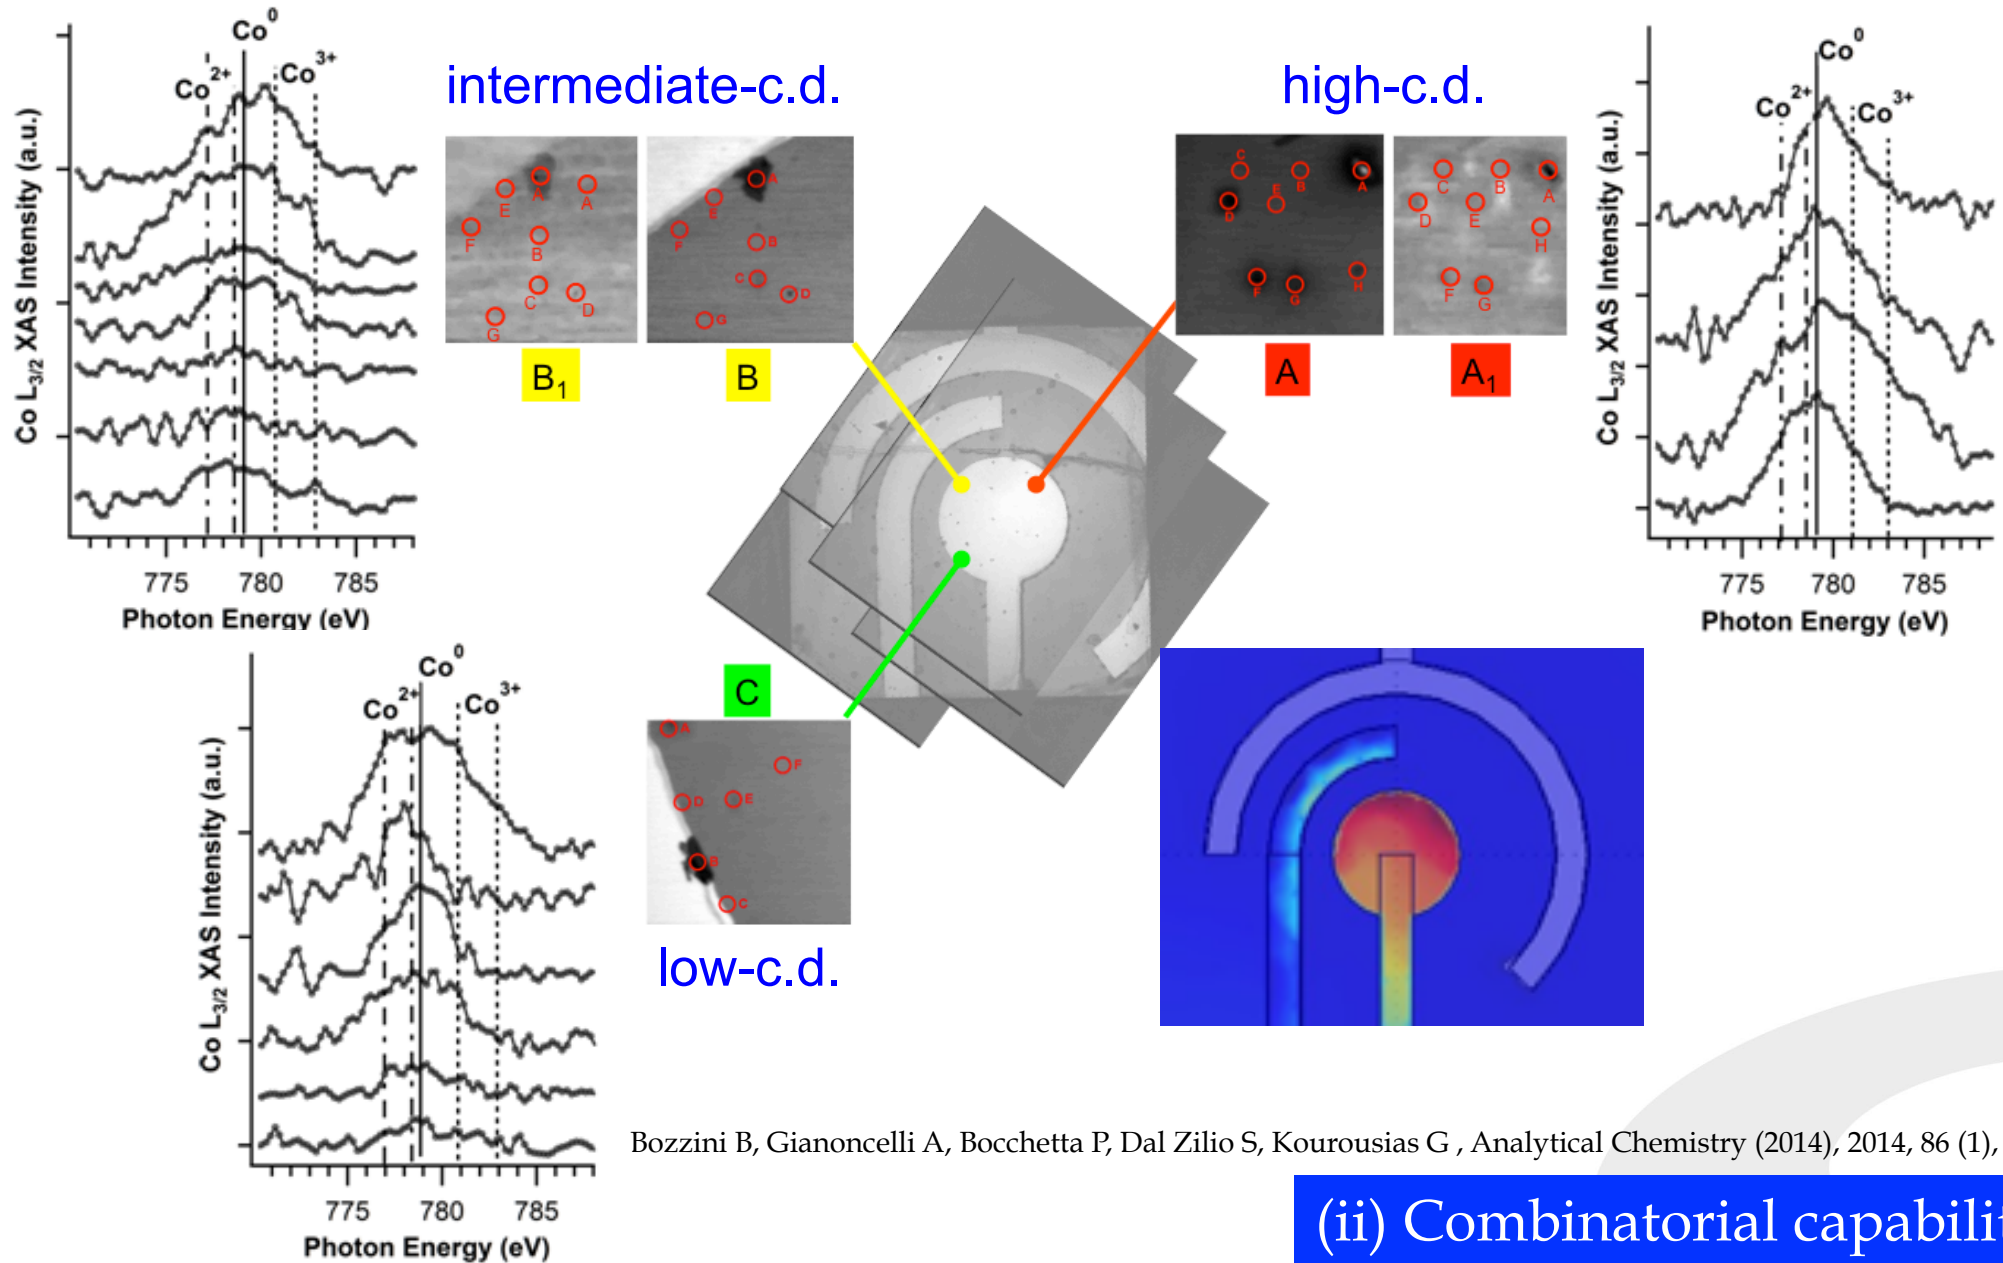 Co⁰
Co²⁺
Co³⁺
Co L₃/₂ XAS Intensity (a.u.)
775 780 785
Photon Energy (eV)
intermediate-c.d.
A
A
E
F
B
C
D
G
B₁
A
E
F
B
C
D
G
B
high-c.d.
C
B
A
E
D
F
G
H
A
C
B
A
D
E
H
F
G
A₁
Co⁰
Co²⁺
Co³⁺
Co L₃/₂ XAS Intensity (a.u.)
775 780 785
Photon Energy (eV)
Co⁰
Co²⁺
Co³⁺
Co L₃/₂ XAS Intensity (a.u.)
775 780 785
Photon Energy (eV)
C
A
F
D
E
B
C
low-c.d.
Bozzini B, Gianoncelli A, Bocchetta P, Dal Zilio S, Kourousias G , Analytical Chemistry (2014), 2014, 86 (1),
(ii) Combinatorial capabilit